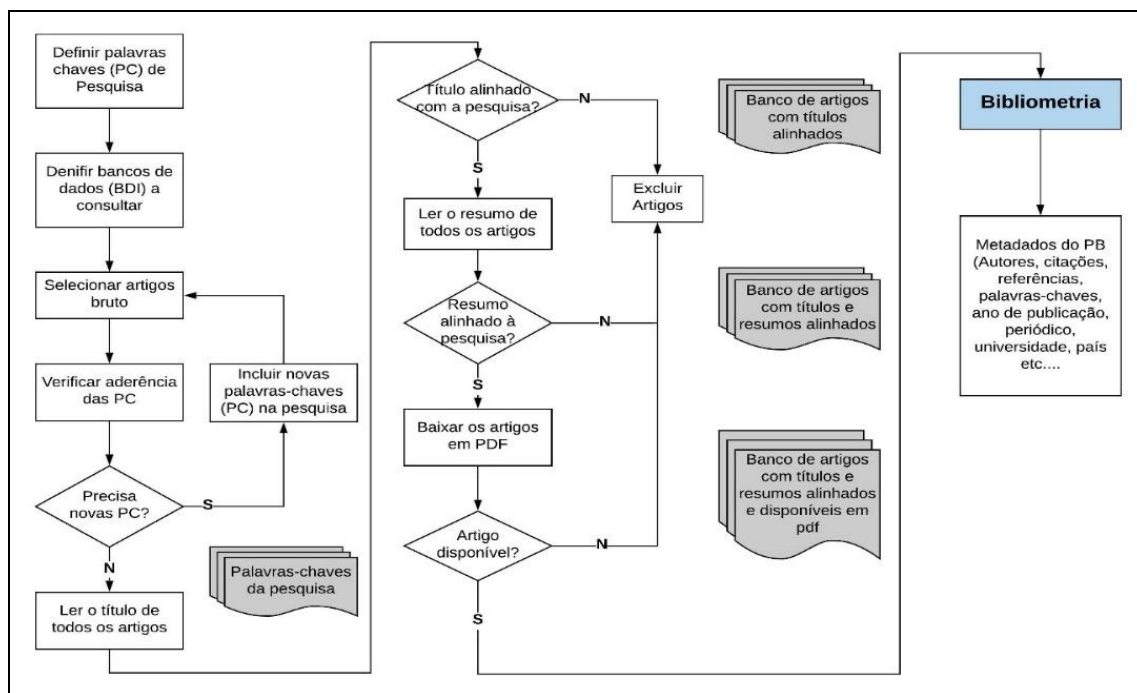 Definir palavras
chaves (PC) de
Pesquisa
Denifir bancos de
dados (BDI) a
consultar
Selecionar artigos
bruto
Verificar aderência
das PC
Incluir novas
palavras-chaves
(PC) na pesquisa
Precisa
novas PC?
S
N
Palavras-chaves
da pesquisa
Ler o título de
todos os artigos
Título alinhado
com a pesquisa?
N
S
Excluir
Artigos
Ler o resumo de
todos os artigos
Resumo
alinhado à
pesquisa?
N
S
Baixar os artigos
em PDF
Artigo
disponível?
N
S
Banco de artigos
com títulos
alinhados
Banco de artigos
com títulos e
resumos alinhados
Banco de artigos
com títulos e
resumos alinhados
e disponíveis em
pdf
Bibliometria
Metadados do PB
(Autores, citações,
referências,
palavras-chaves,
ano de publicação,
periódico,
universidade, país
etc....